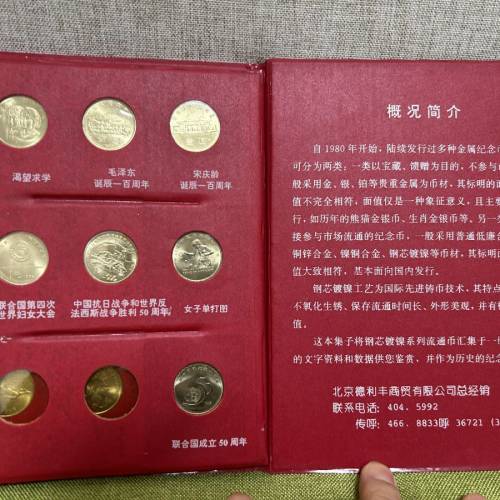 渴望求学
毛泽东
诞辰一百周年
宋庆龄
诞辰一百周年
联合国第四次
世界妇女大会
中国抗日战争和世界反
法西斯战争胜利50周年
女子单打图
联合国成立50周年
概况简介
自1980年开始，陆续发行过多种金属纪念币
可分为两类：一类以宝藏、馈赠为目的，不参与
般采用金、银、铂等贵重金属为币材，其标明的面
值不完全相符，面值仅是一种象征意义，且主要
行，如历年的熊猫金银币、生肖金银币等。另一
接参与市场流通的纪念币，一般采用普通低廉
铜锌合金、镍铜合金、钢芯镀镍等为币材，其标明
值大致相符，基本面向国内发行。
钢芯镀镍工艺为国际先进铸币技术，其特点
不氧化生锈、保存流通时间长、外形美观，并有
这本集子将钢芯镀镍系列流通币汇集于一
的文字资料和数据供您鉴赏，并作为历史的纪念
北京德利丰商贸有限公司总经销
联系电话：404.5992
传呼：466.8833呼36721